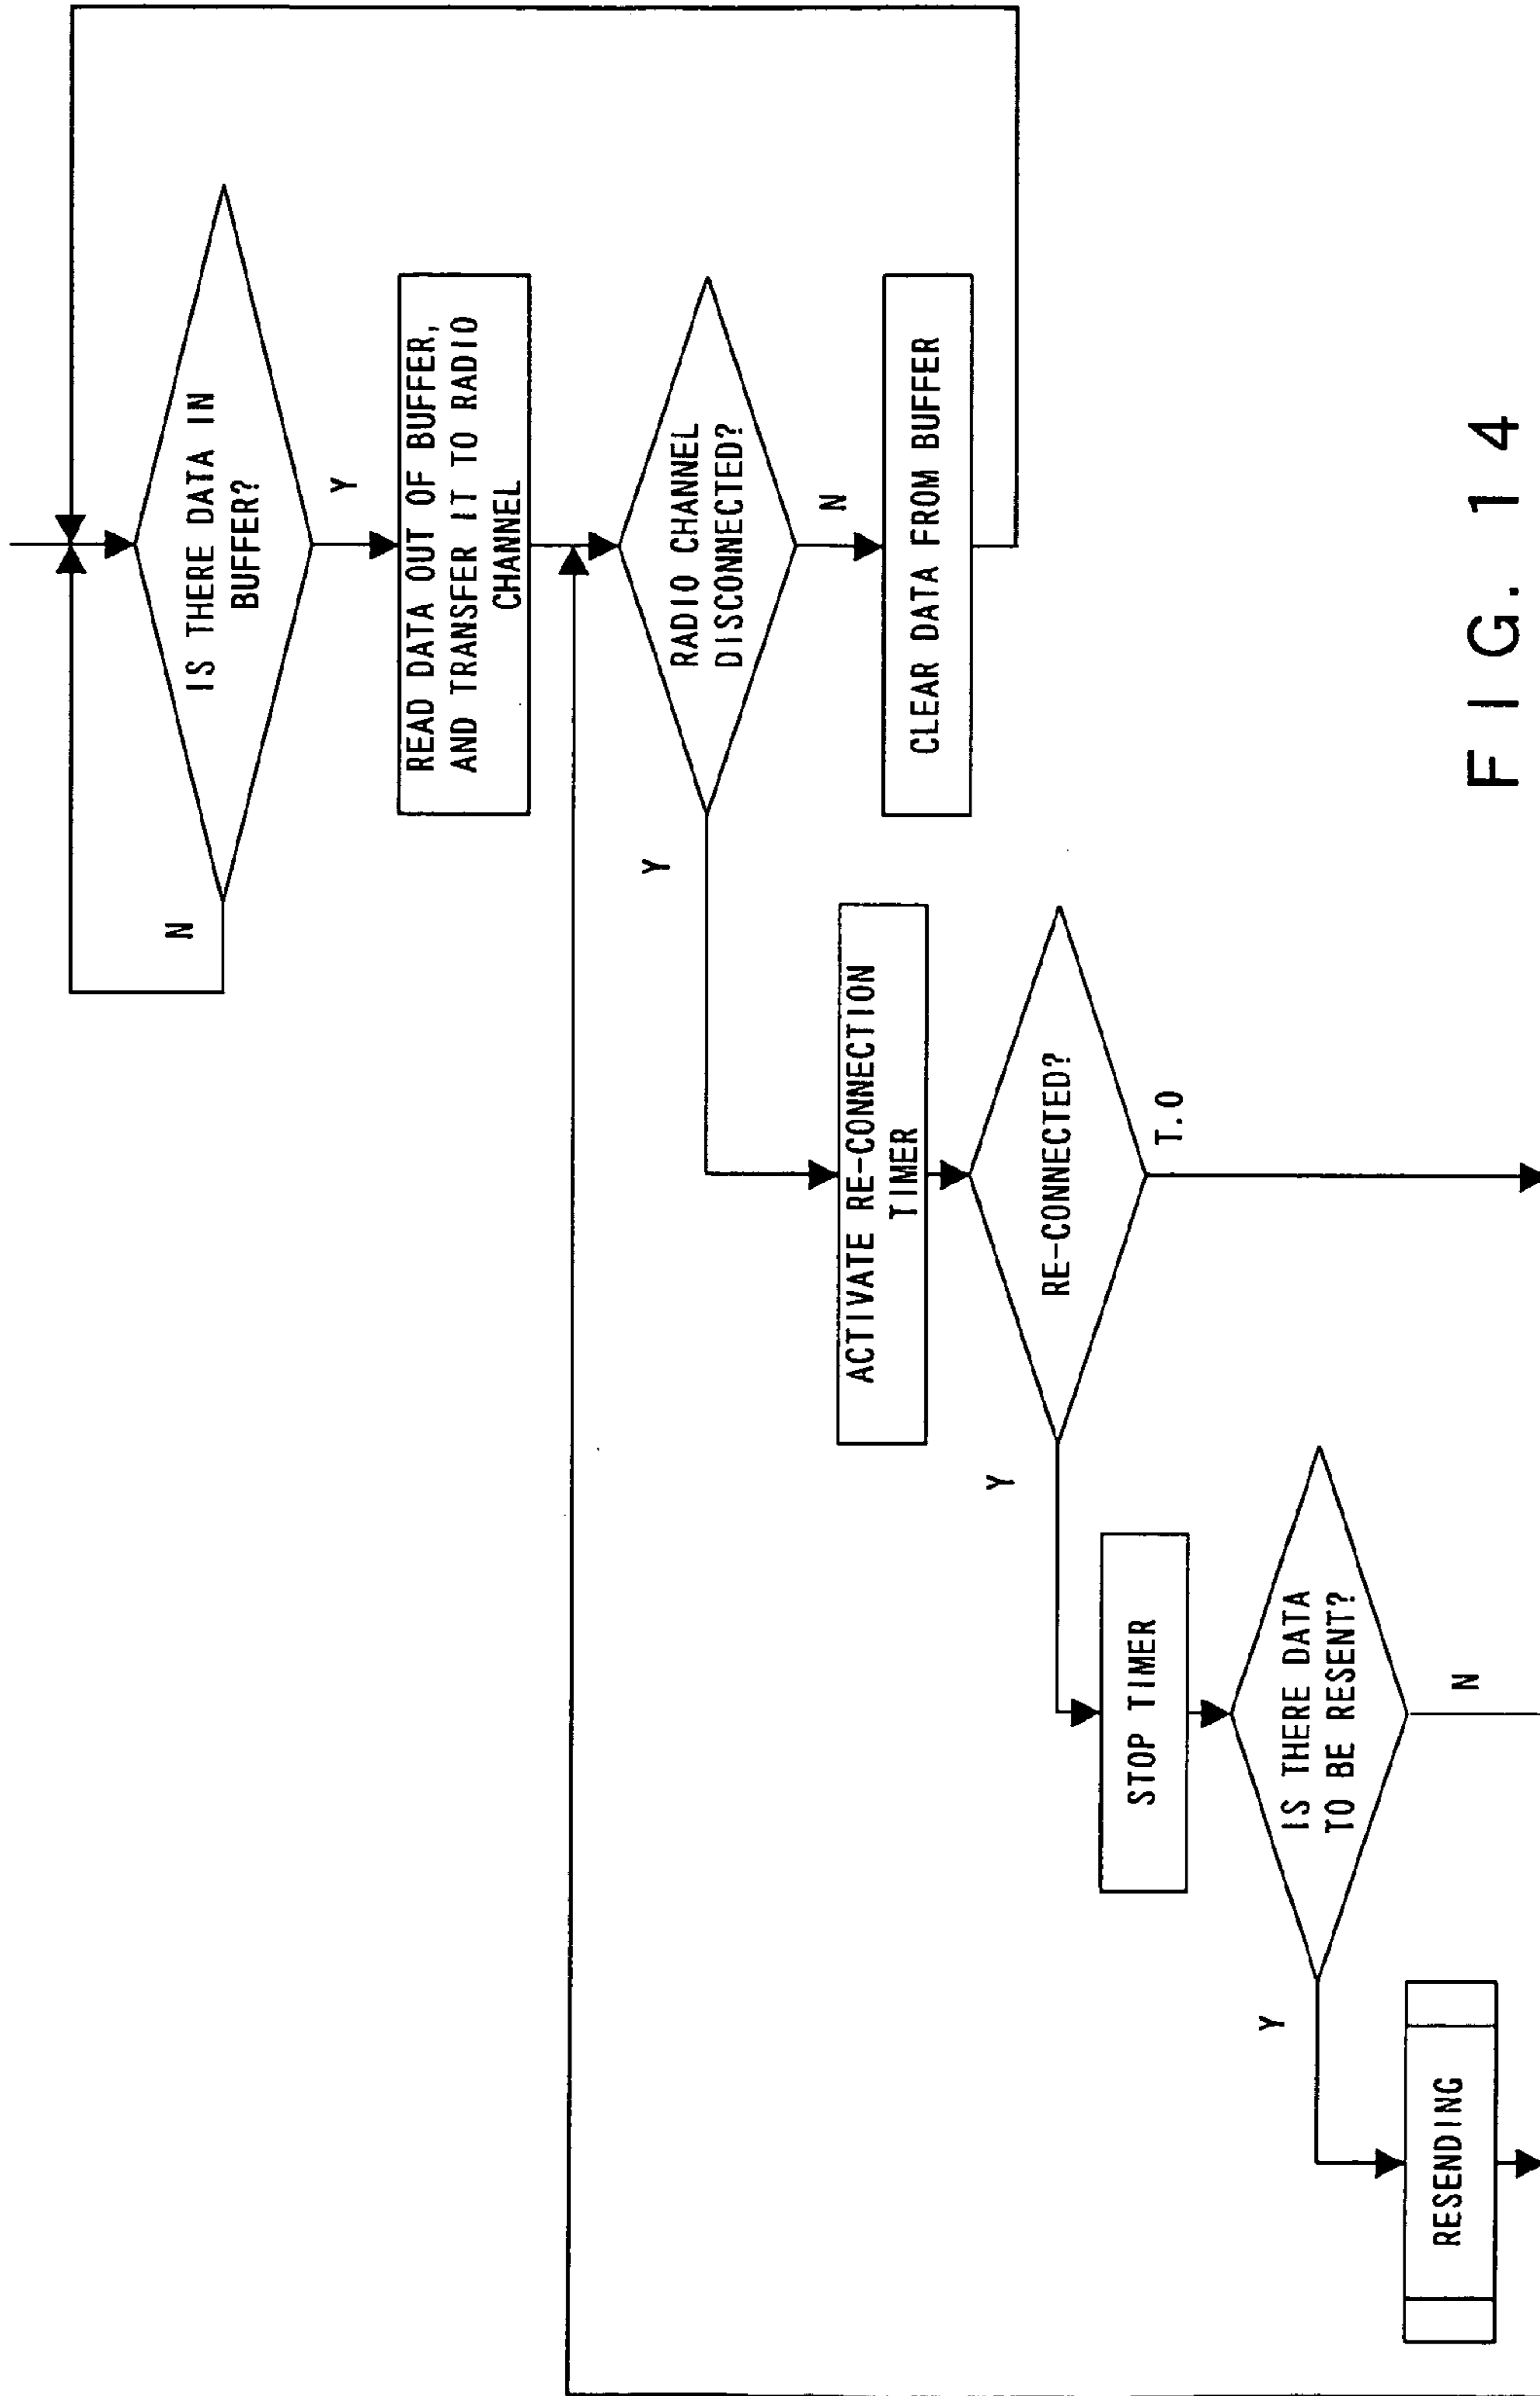 IS THERE DATA IN
BUFFER?
N
Y
READ DATA OUT OF BUFFER,
AND TRANSFER IT TO RADIO
CHANNEL
RADIO CHANNEL
DISCONNECTED?
Y
N
CLEAR DATA FROM BUFFER
ACTIVATE RE-CONNECTION
TIMER
RE-CONNECTED?
Y
T.O
STOP TIMER
IS THERE DATA
TO BE RESENT?
Y
N
RESENDING
FIG. 14